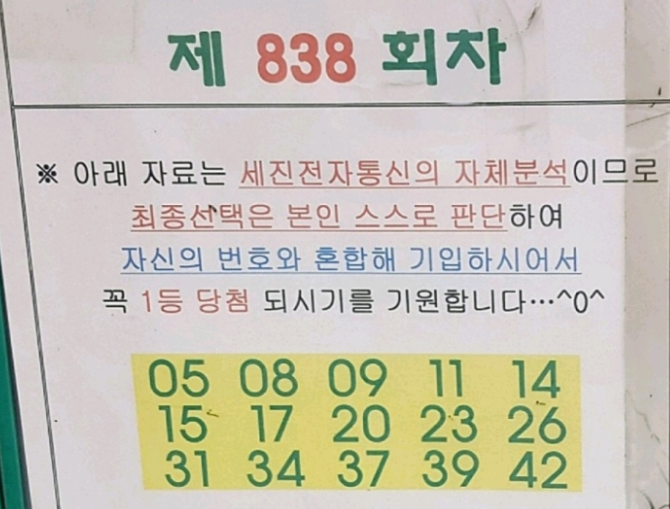 제 838 회차
※ 아래 자료는 세진전자통신의 자체분석이므로
최종선택은 본인 스스로 판단하여
자신의 번호와 혼합해 기입하시어서
꼭 1등 당첨 되시기를 기원합니다…^0^
05 08 09 11 14
15 17 20 23 26
31 34 37 39 42